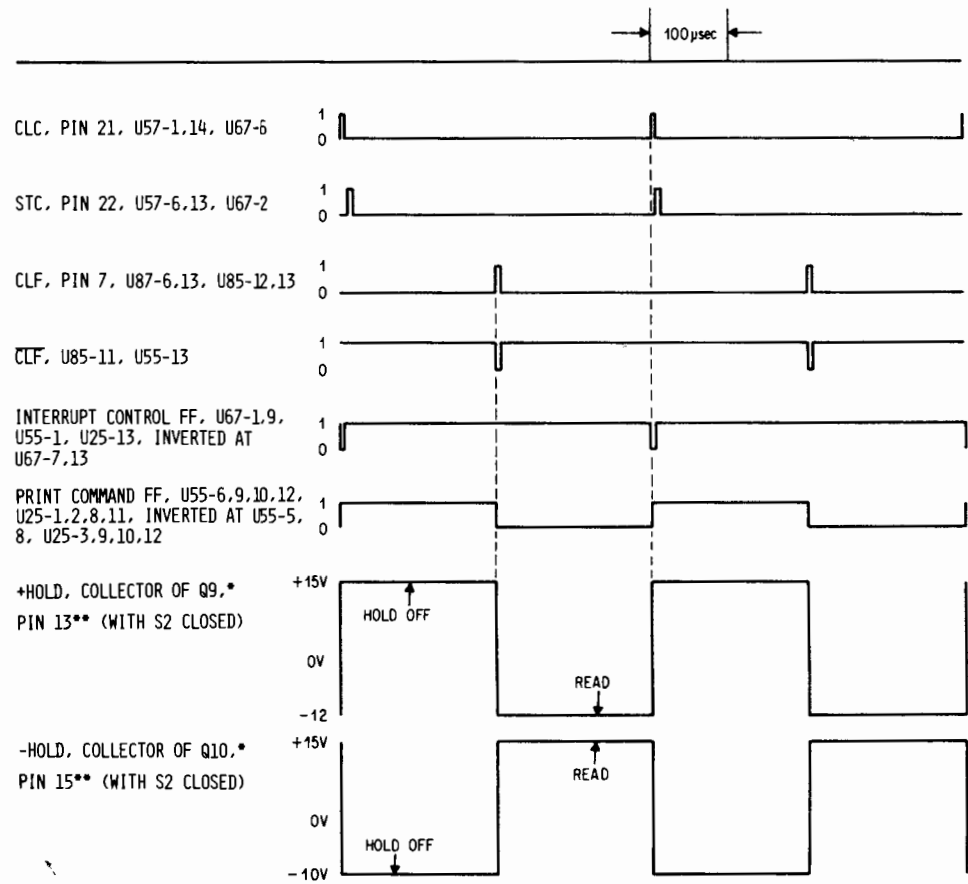 100 µsec
CLC, PIN 21, U57-1,14, U67-6
1
0
STC, PIN 22, U57-6,13, U67-2
1
0
CLF, PIN 7, U87-6,13, U85-12,13
1
0
C̅L̅F̅, U85-11, U55-13
1
0
INTERRUPT CONTROL FF, U67-1,9,
U55-1, U25-13, INVERTED AT
U67-7,13
1
0
PRINT COMMAND FF, U55-6,9,10,12,
U25-1,2,8,11, INVERTED AT U55-5,
8, U25-3,9,10,12
1
0
+HOLD, COLLECTOR OF Q9,*
PIN 13** (WITH S2 CLOSED)
+15V
HOLD OFF
0V
READ
-12
-HOLD, COLLECTOR OF Q10,*
PIN 15** (WITH S2 CLOSED)
+15V
READ
0V
HOLD OFF
-10V